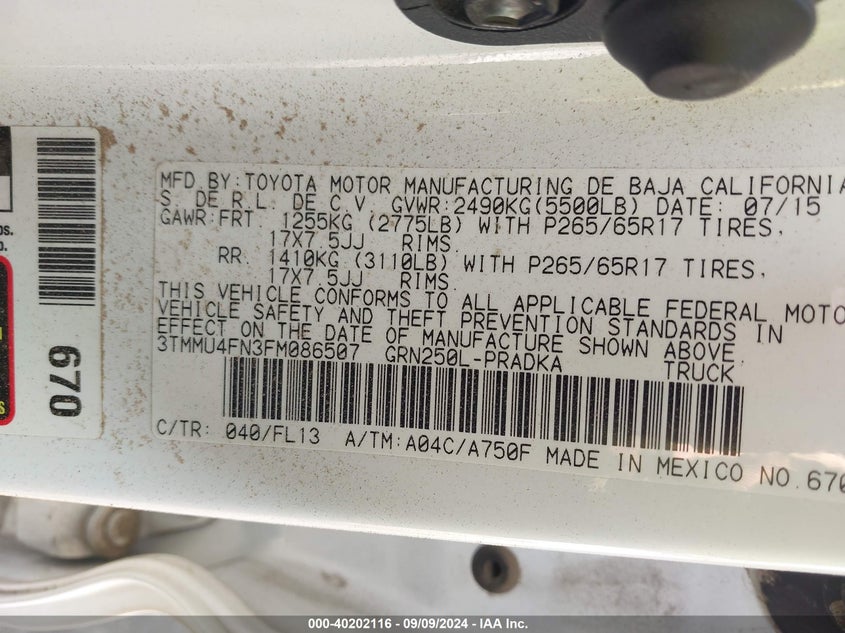 MFD BY:TOYOTA MOTOR MANUFACTURING DE BAJA CALIFORNIA
S. DE R.L. DE C.V. GVWR:2490KG(5500LB) DATE: 07/15
GAWR:FRT 1255KG (2775LB) WITH P265/65R17 TIRES,
17X7.5JJ RIMS
RR. 1410KG (3110LB) WITH P265/65R17 TIRES,
17X7.5JJ RIMS.
THIS VEHICLE CONFORMS TO ALL APPLICABLE FEDERAL MOTO
VEHICLE SAFETY AND THEFT PREVENTION STANDARDS IN
EFFECT ON THE DATE OF MANUFACTURE SHOWN ABOVE.
3TMMU4FN3FM086507 GRN250L-PRADKA TRUCK
C/TR: 040/FL13 A/TM:A04C/A750F MADE IN MEXICO NO.670
670
000-40202116 - 09/09/2024 - IAA Inc.